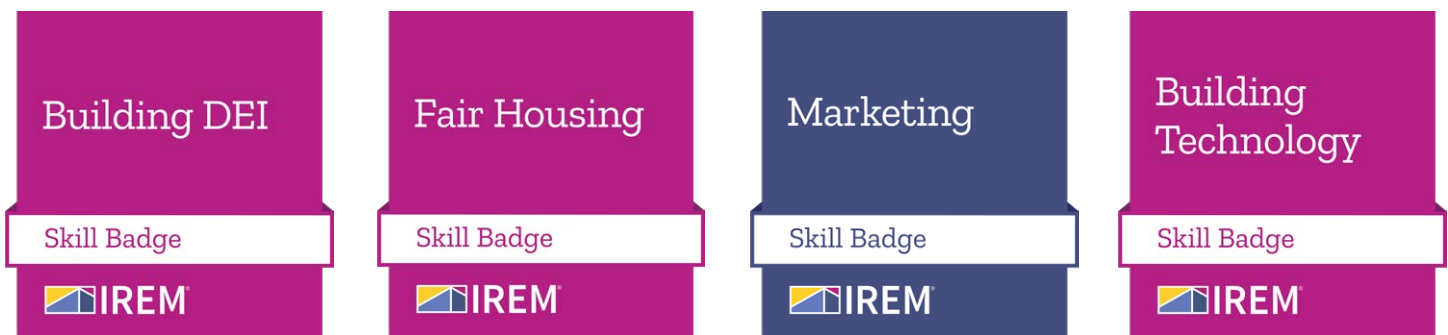 Building DEI
Skill Badge
IREM®
Fair Housing
Skill Badge
IREM®
Marketing
Skill Badge
IREM®
Building
Technology
Skill Badge
IREM®